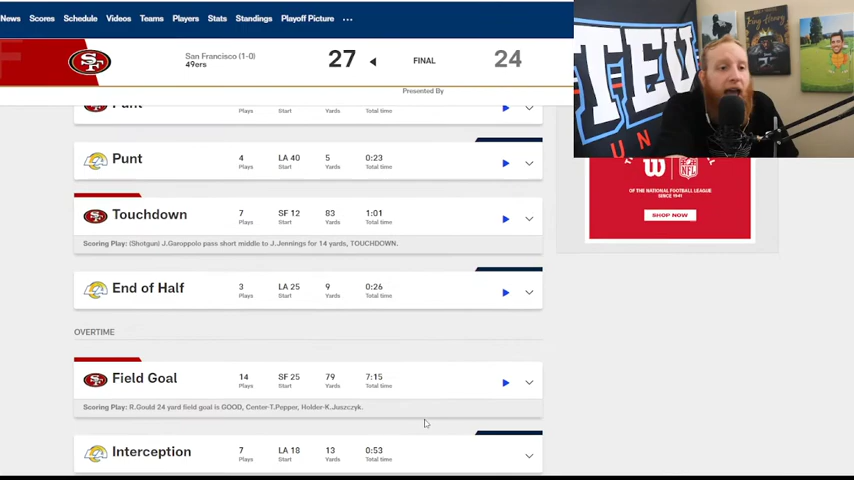 News Scores Schedule Videos Teams Players Stats Standings Playoff Picture ...
San Francisco (1-0)
49ers
27
FINAL
24
Presented By
Punt
Punt
4
Plays
LA 40
Start
5
Yards
0:23
Total time
Touchdown
7
Plays
SF 12
Start
83
Yards
1:01
Total time
Scoring Play: (Shotgun) J.Garoppolo pass short middle to J.Jennings for 14 yards, TOUCHDOWN.
End of Half
3
Plays
LA 25
Start
9
Yards
0:26
Total time
OVERTIME
Field Goal
14
Plays
SF 25
Start
79
Yards
7:15
Total time
Scoring Play: R.Gould 24 yard field goal is GOOD, Center-T.Pepper, Holder-K.Juszczyk.
Interception
7
Plays
LA 18
Start
13
Yards
0:53
Total time
King Henry
W
NFL
OF THE NATIONAL FOOTBALL LEAGUE
SINCE 1941
SHOP NOW